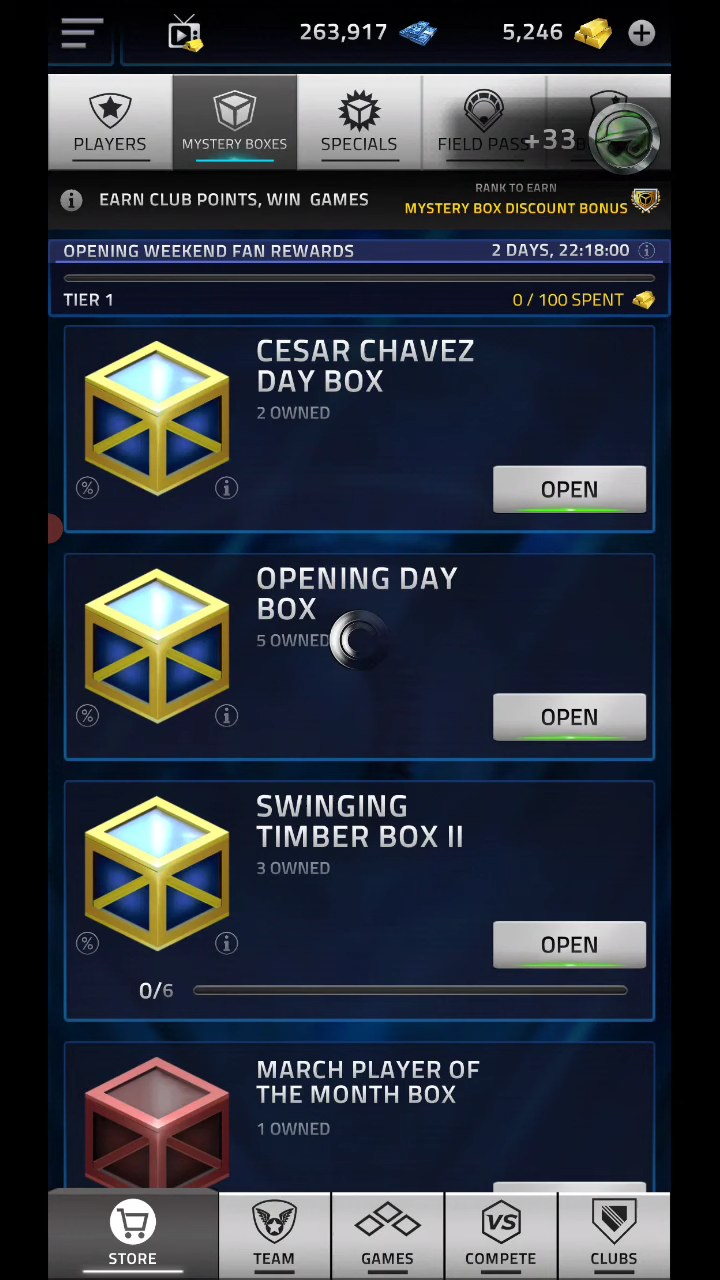 263,917
5,246
PLAYERS
MYSTERY BOXES
SPECIALS
FIELD PASS
+33
EARN CLUB POINTS, WIN GAMES
RANK TO EARN
MYSTERY BOX DISCOUNT BONUS
OPENING WEEKEND FAN REWARDS
2 DAYS, 22:18:00
TIER 1
0 / 100 SPENT
CESAR CHAVEZ
DAY BOX
2 OWNED
%
i
OPEN
OPENING DAY
BOX
5 OWNED
%
i
OPEN
SWINGING
TIMBER BOX II
3 OWNED
%
i
OPEN
0/6
MARCH PLAYER OF
THE MONTH BOX
1 OWNED
STORE
TEAM
GAMES
VS
COMPETE
CLUBS